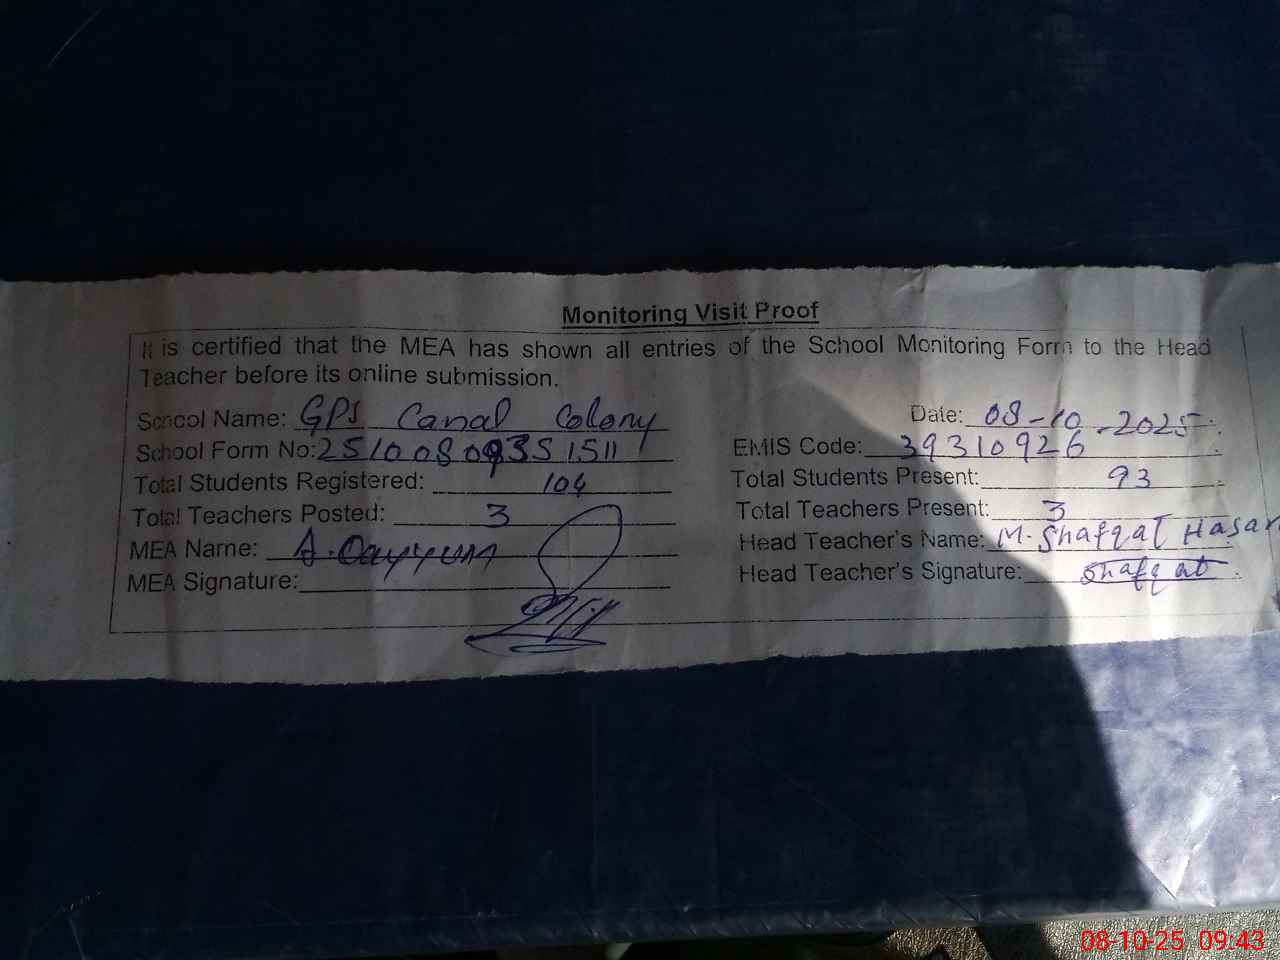 Monitoring Visit Proof
It is certified that the MEA has shown all entries of the School Monitoring Form to the Head
Teacher before its online submission.
School Name: GPS Canal Colony Date: 08-10-2025
School Form No: 25100809351511 EMIS Code: 39310926
Total Students Registered: 104 Total Students Present: 93
Total Teachers Posted: 3 Total Teachers Present: 3
MEA Name: A. Qayyum Head Teacher's Name: M. Shafqat Hasan
MEA Signature: Head Teacher's Signature: Shafqat
08-10-25 09:43